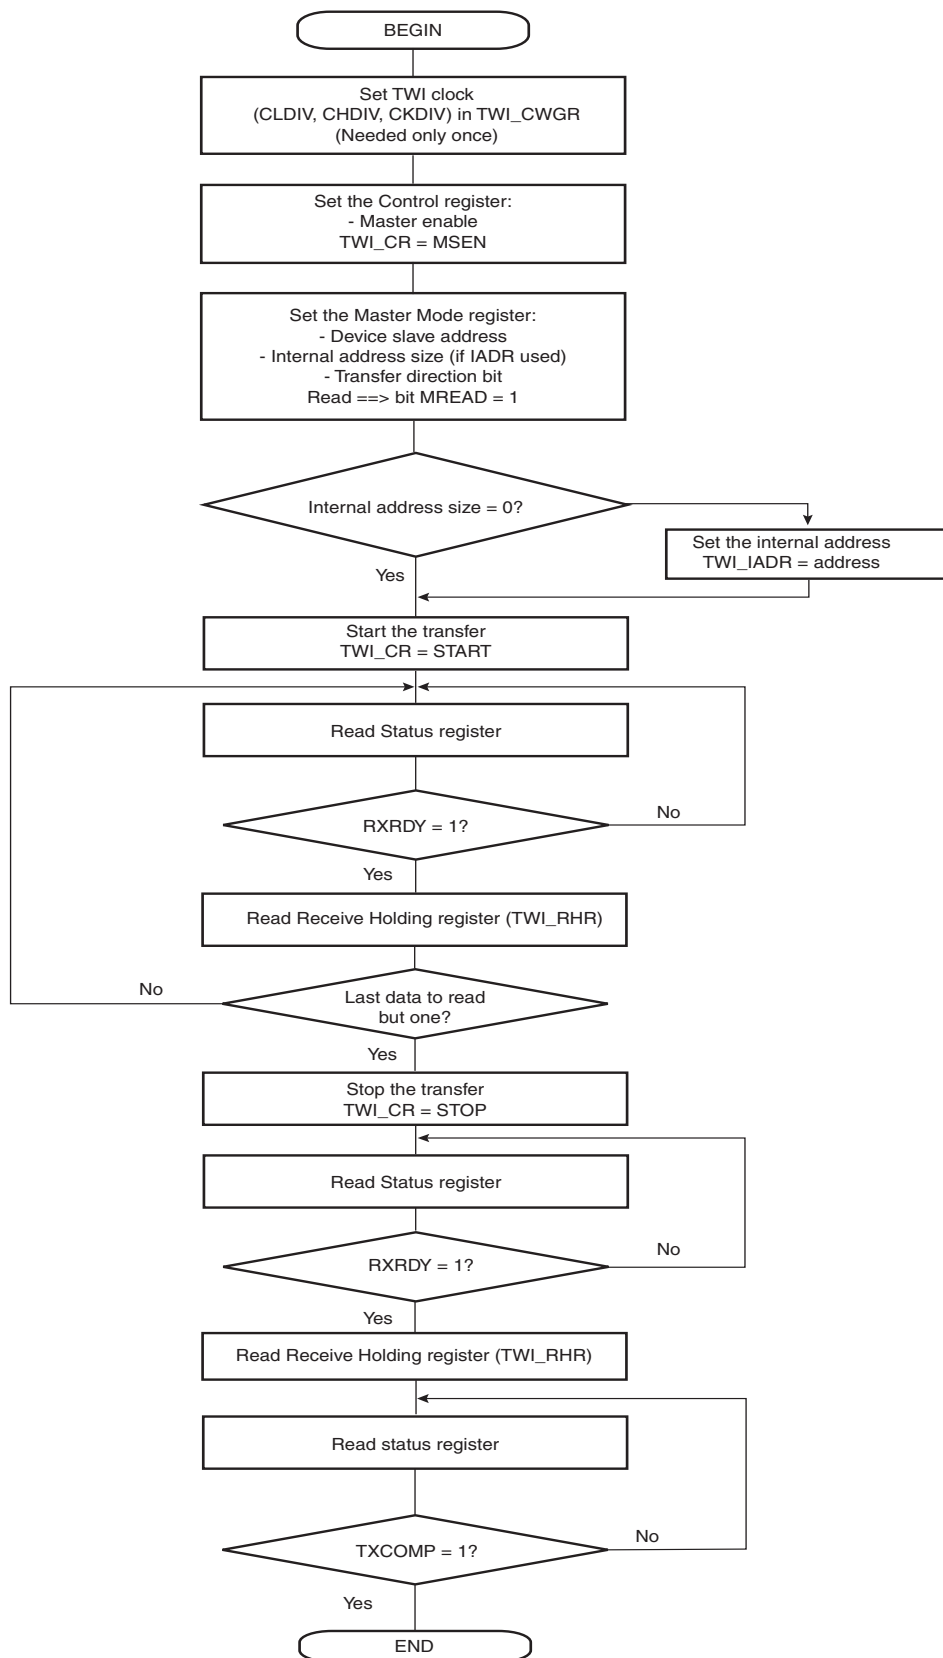 BEGIN
Set TWI clock
(CLDIV, CHDIV, CKDIV) in TWI_CWGR
(Needed only once)
Set the Control register:
- Master enable
TWI_CR = MSEN
Set the Master Mode register:
- Device slave address
- Internal address size (if IADR used)
- Transfer direction bit
Read ==> bit MREAD = 1
Internal address size = 0?
Set the internal address
TWI_IADR = address
Yes
Start the transfer
TWI_CR = START
Read Status register
RXRDY = 1?
No
Yes
Read Receive Holding register (TWI_RHR)
No
Last data to read
but one?
Yes
Stop the transfer
TWI_CR = STOP
Read Status register
RXRDY = 1?
No
Yes
Read Receive Holding register (TWI_RHR)
Read status register
TXCOMP = 1?
No
Yes
END